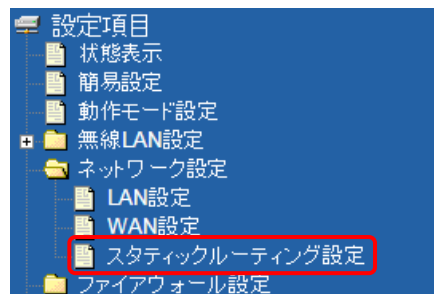 設定項目
状態表示
簡易設定
動作モード設定
無線LAN設定
ネットワーク設定
LAN設定
WAN設定
スタティックルーティング設定
ファイアウォール設定